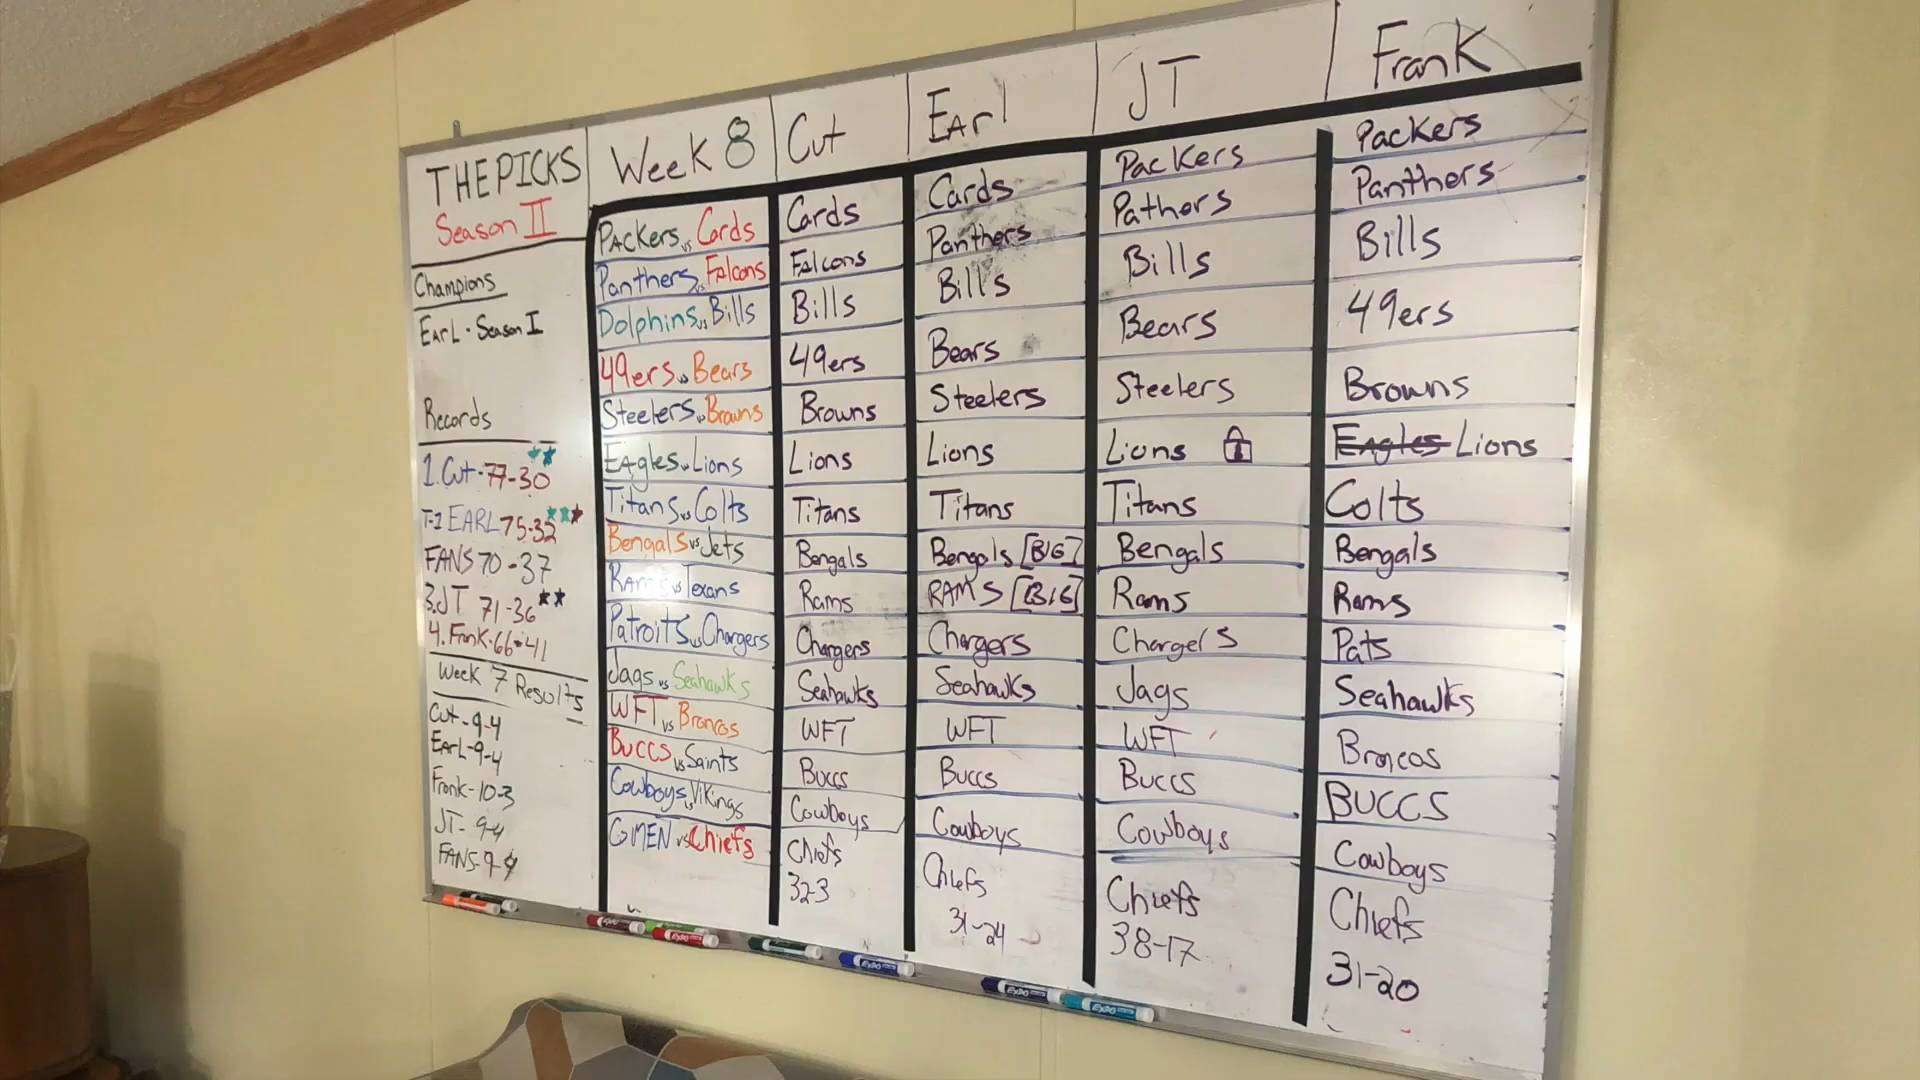 THE PICKS
Season II
Champions
EArL - Season I
Records
1. Cut - 77-30
T-1 EARL 75-32
FANS 70-37
3. JT 71-36
4. Frank - 66-41
Week 7 Results
Cut - 9-4
EArL - 9-4
Frank - 10-3
JT - 9-4
FANS - 9-4
Week 8
PAckers vs Cards
Panthers vs Falcons
Dolphins vs Bills
49ers vs Bears
Steelers vs Browns
EAgles vs Lions
Titans vs Colts
Bengals vs Jets
RAms vs Texans
Patroits vs Chargers
Jags vs Seahawks
WFT vs Broncos
Buccs vs Saints
Cowboys vs Vikings
GMEN vs Chiefs
Cut
Cards
Falcons
Bills
49ers
Browns
Lions
Titans
Bengals
Rams
Chargers
Seahawks
WFT
Buccs
Cowboys
Chiefs
32-3
EArl
Cards
Panthers
Bills
Bears
Steelers
Lions
Titans
Bengals [BIG]
RAMS [BIG]
Chargers
Seahawks
WFT
Buccs
Cowboys
Chiefs
31-24
JT
Packers
Pathers
Bills
Bears
Steelers
Lions
Titans
Bengals
Rams
Chargers
Jags
WFT
Buccs
Cowboys
Chiefs
38-17
Frank
Packers
Panthers
Bills
49ers
Browns
EAgles Lions
Colts
Bengals
Rams
Pats
Seahawks
Broncos
BUCCS
Cowboys
Chiefs
31-20
EXPO
EXPO
EXPO
EXPO
EXPO